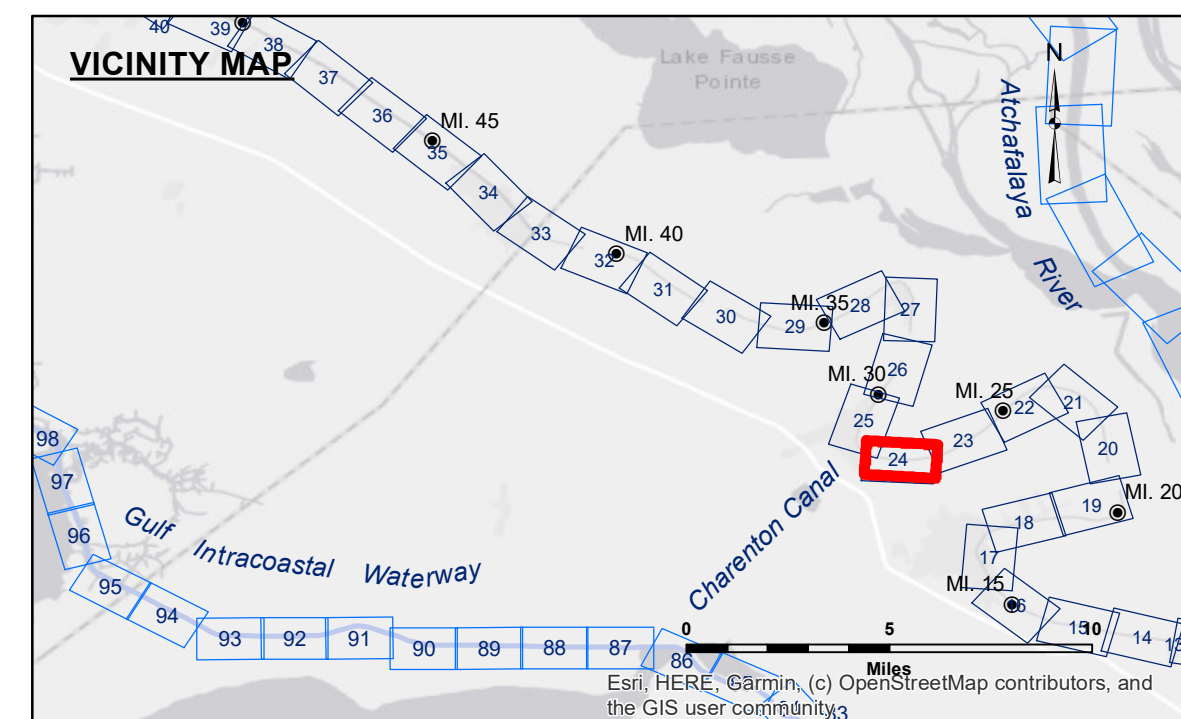 40
39
38
VICINITY MAP
37
36
MI. 45
35
34
33
MI. 40
32
31
30
MI. 35
29
28
27
Lake Fausse
Pointe
N
Atchafalaya
River
26
MI. 30
25
24
23
MI. 25
22
21
20
MI. 20
19
18
17
MI. 15
15
14
13
Charenton Canal
98
97
96
95
94
93
92
91
90
89
88
87
86
Gulf Intracoastal Waterway
0 5 10
Miles
Esri, HERE, Garmin, (c) OpenStreetMap contributors, and
the GIS user community